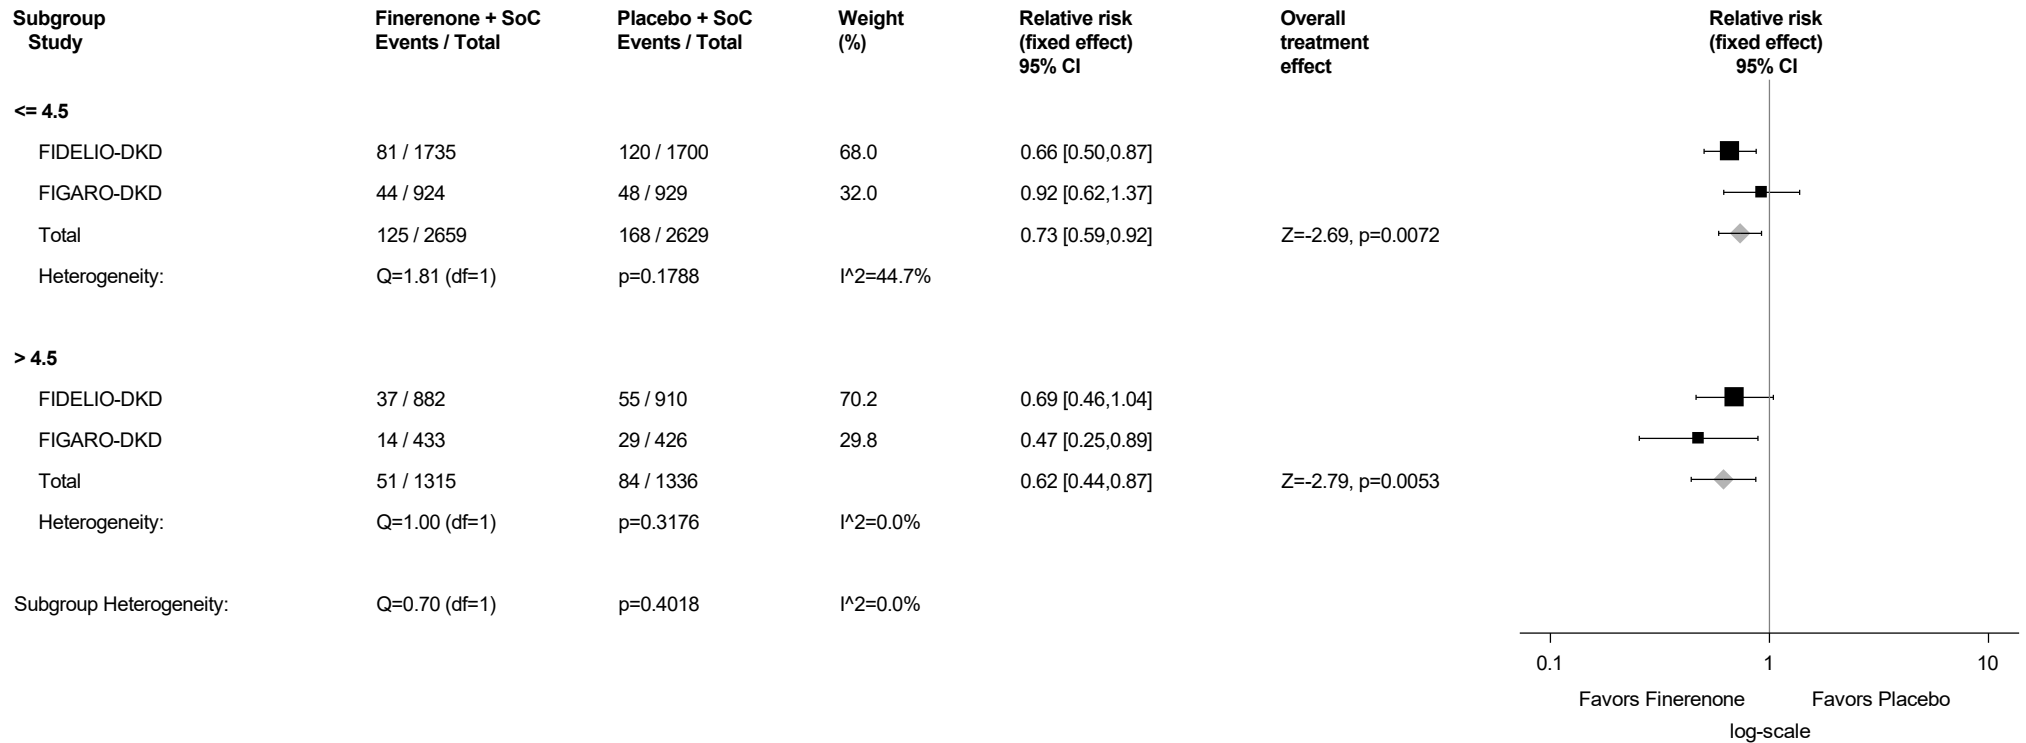 Subgroup Finerenone + SoC Placebo + SoC Weight Relative risk Overall Relative risk
Study Events / Total Events / Total (%) (fixed effect) treatment (fixed effect)
95% CI effect 95% CI
<= 4.5
FIDELIO-DKD 81 / 1735 120 / 1700 68.0 0.66 [0.50,0.87]
FIGARO-DKD 44 / 924 48 / 929 32.0 0.92 [0.62,1.37]
Total 125 / 2659 168 / 2629 0.73 [0.59,0.92] Z=-2.69, p=0.0072
Heterogeneity: Q=1.81 (df=1) p=0.1788 I^2=44.7%
> 4.5
FIDELIO-DKD 37 / 882 55 / 910 70.2 0.69 [0.46,1.04]
FIGARO-DKD 14 / 433 29 / 426 29.8 0.47 [0.25,0.89]
Total 51 / 1315 84 / 1336 0.62 [0.44,0.87] Z=-2.79, p=0.0053
Heterogeneity: Q=1.00 (df=1) p=0.3176 I^2=0.0%
Subgroup Heterogeneity: Q=0.70 (df=1) p=0.4018 I^2=0.0%
0.1 1 10
Favors Finerenone Favors Placebo
log-scale